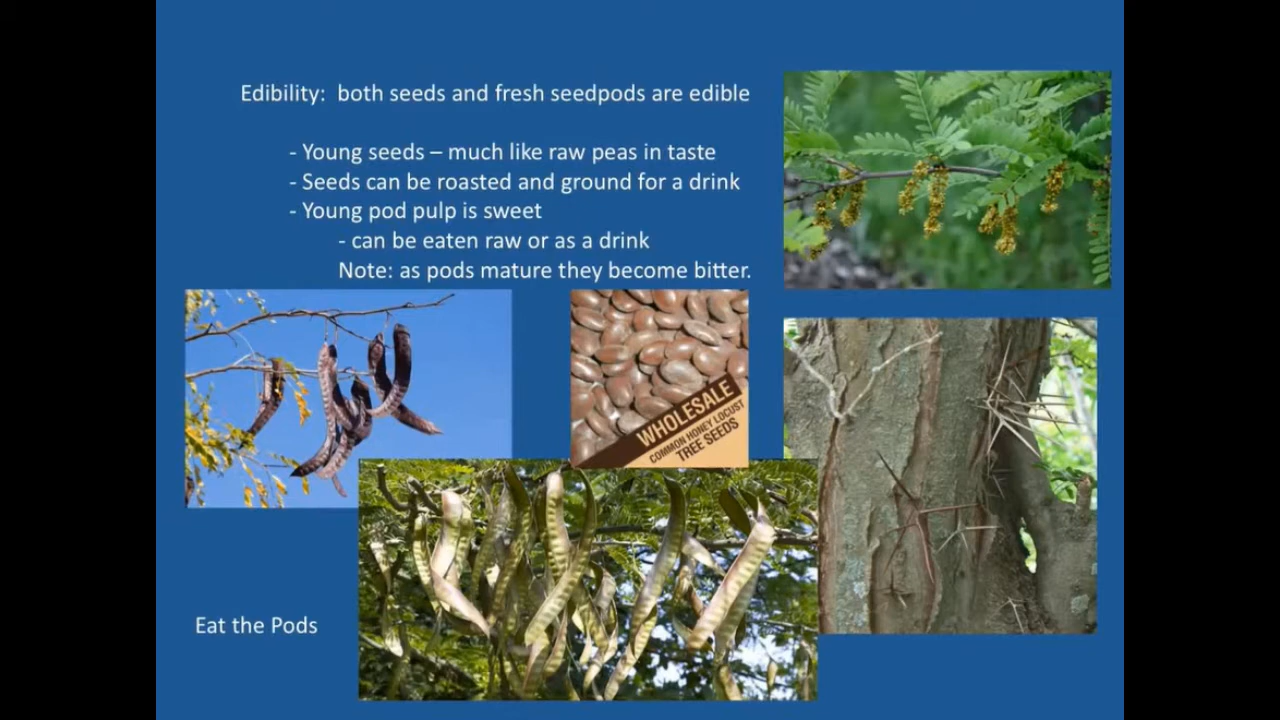 Edibility: both seeds and fresh seedpods are edible
- Young seeds – much like raw peas in taste
- Seeds can be roasted and ground for a drink
- Young pod pulp is sweet
- can be eaten raw or as a drink
Note: as pods mature they become bitter.
WHOLESALE
COMMON HONEY LOCUST
TREE SEEDS
Eat the Pods